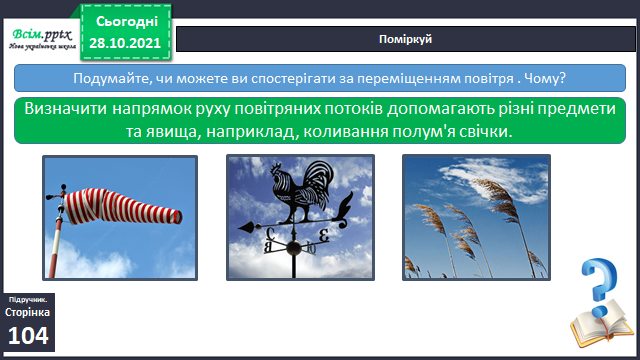 Всім.pptx
Нова українська школа
Сьогодні
28.10.2021
Поміркуй
Подумайте, чи можете ви спостерігати за переміщенням повітря . Чому?
Визначити напрямок руху повітряних потоків допомагають різні предмети
та явища, наприклад, коливання полум'я свічки.
С
З
В
Ю
Підручник.
Сторінка
104